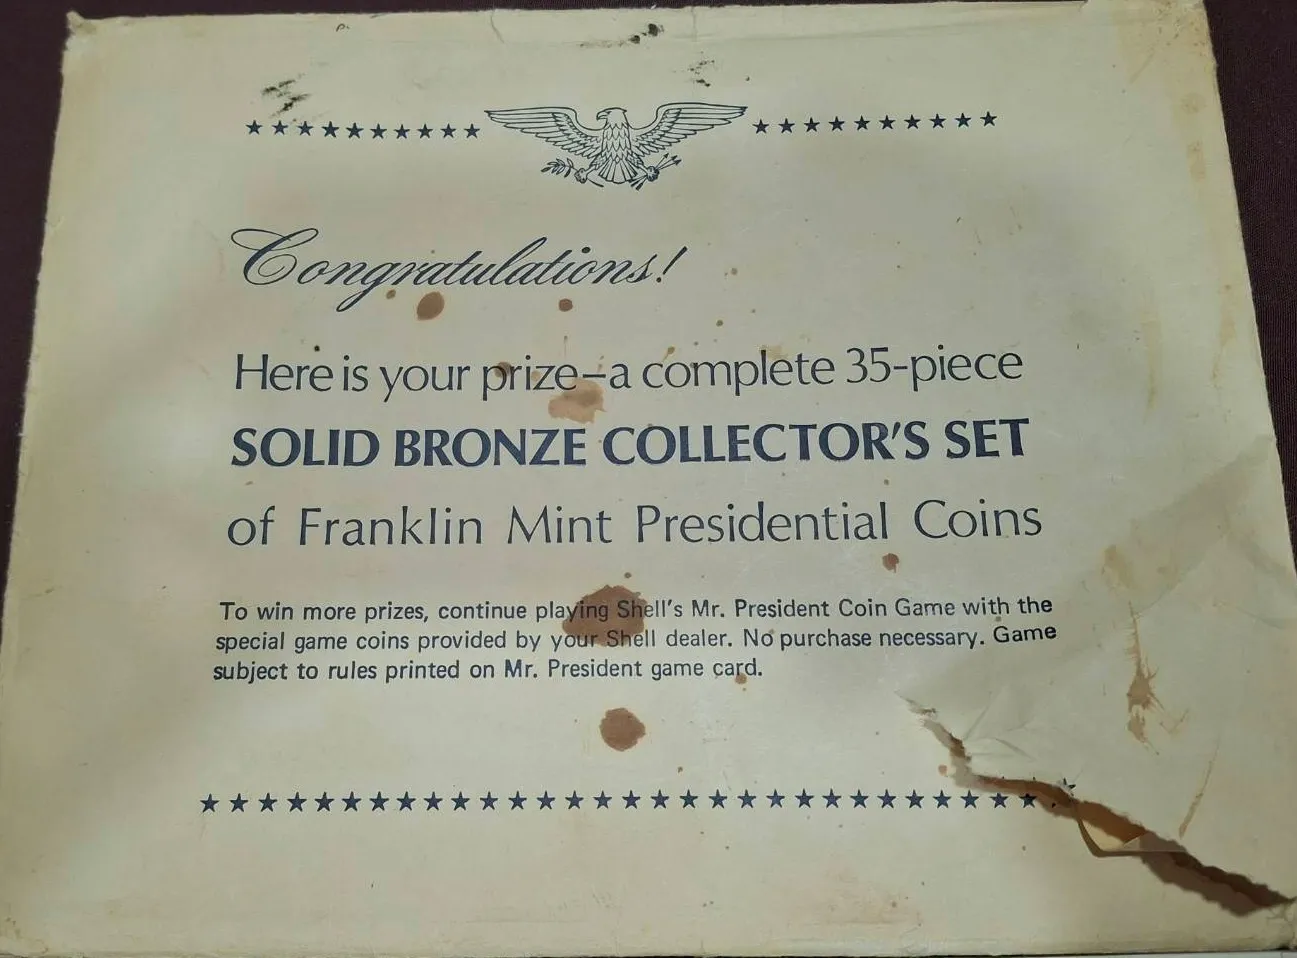 Congratulations!
Here is your prize–a complete 35-piece
SOLID BRONZE COLLECTOR'S SET
of Franklin Mint Presidential Coins
To win more prizes, continue playing Shell's Mr. President Coin Game with the
special game coins provided by your Shell dealer. No purchase necessary. Game
subject to rules printed on Mr. President game card.